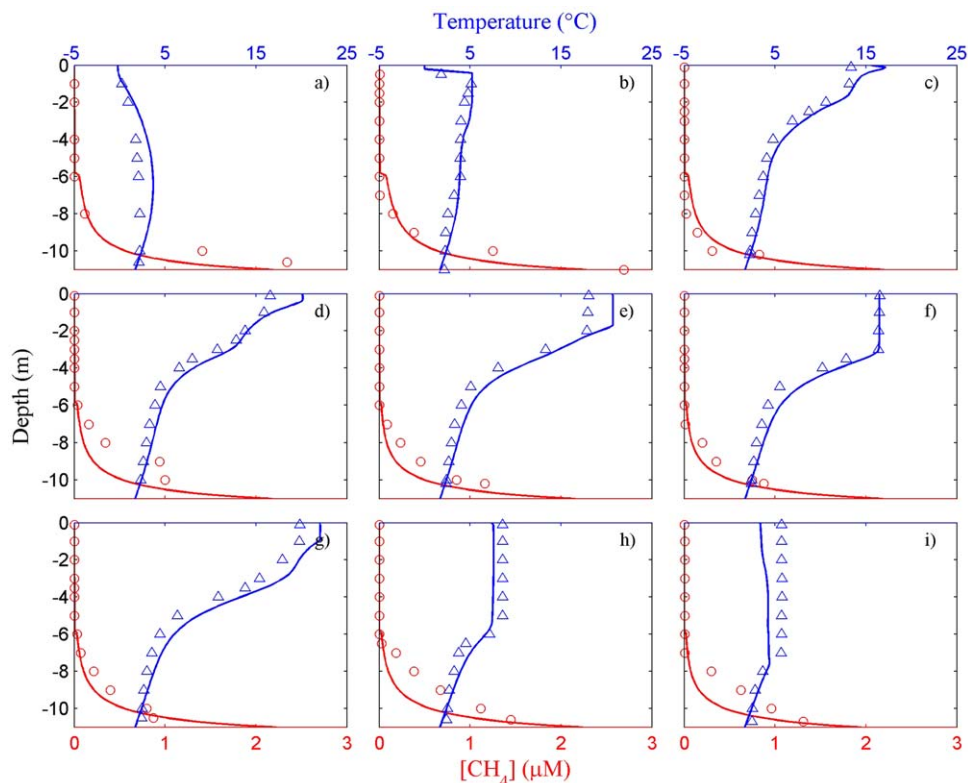 Temperature (°C)
-5 5 15 25 -5 5 15 25 -5 5 15 25
0 a) b) c)
-2
-4
-6
-8
-10
0 d) e) f)
-2
-4
-6
-8
-10
Depth (m)
0 g) h) i)
-2
-4
-6
-8
-10
0 1 2 3 0 1 2 3 0 1 2 3
[CH4] (μM)